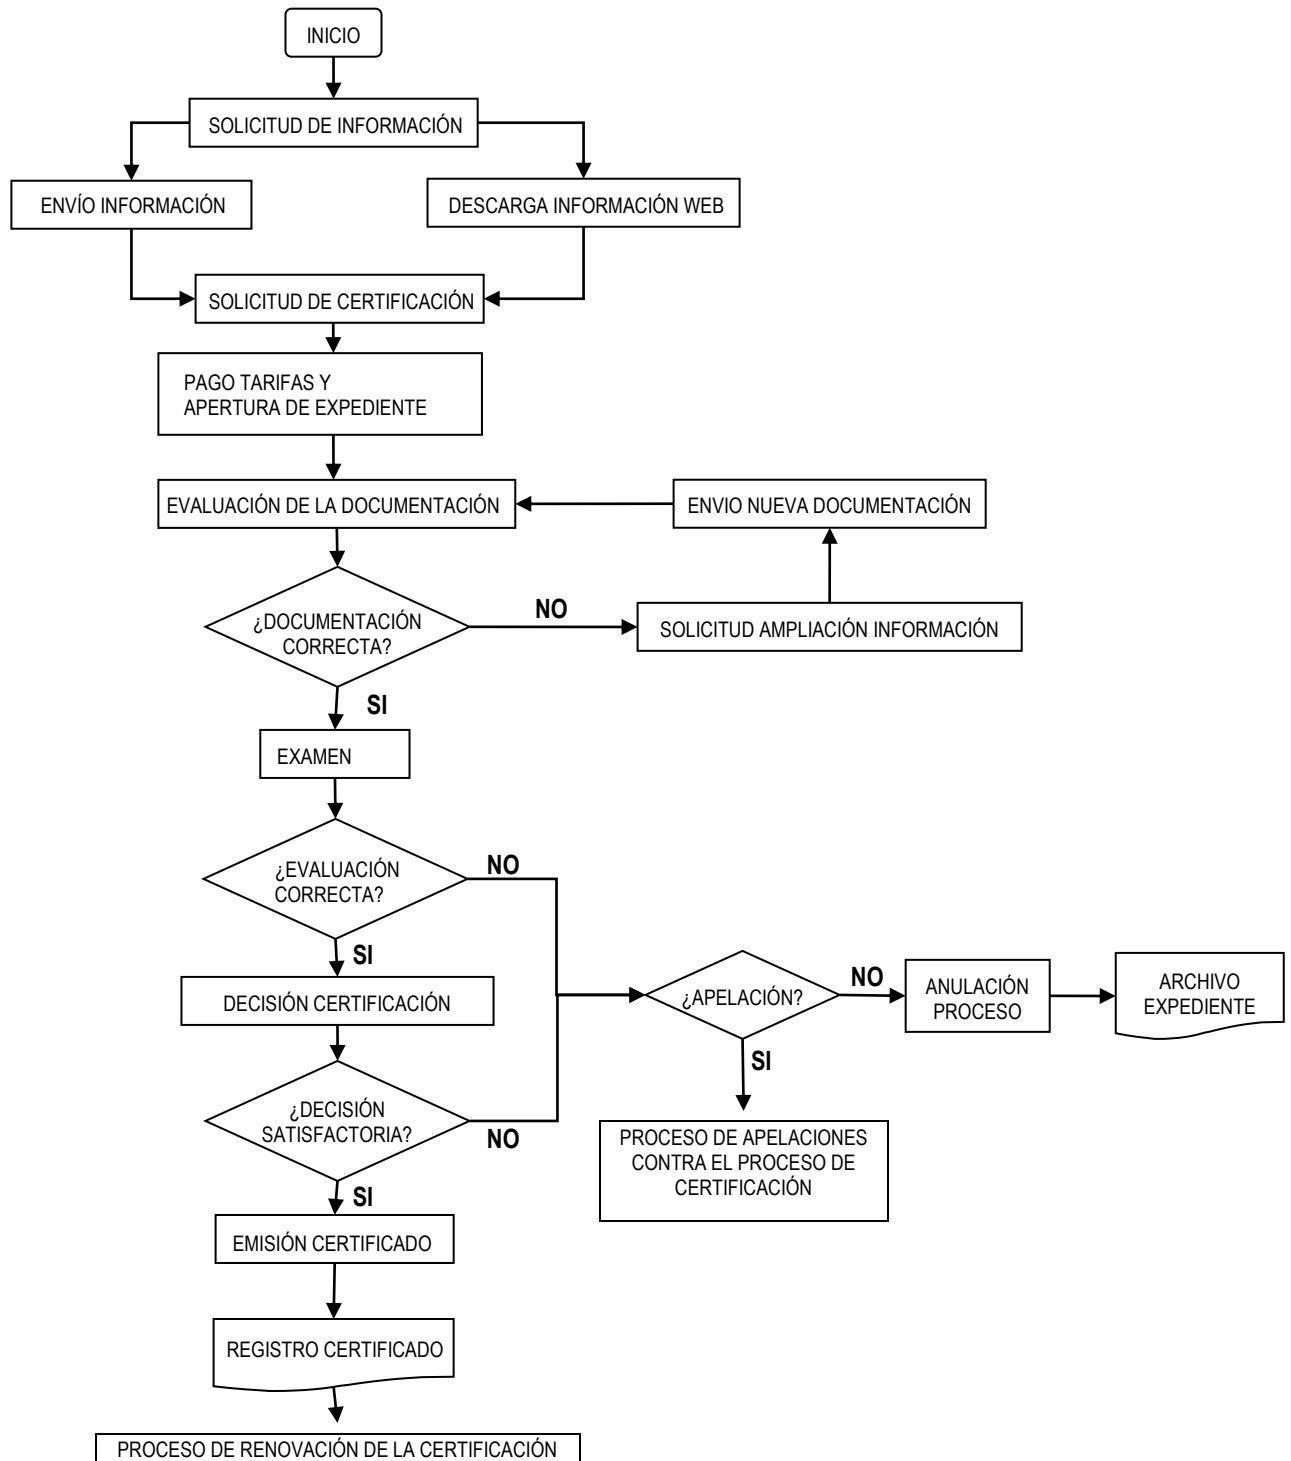 INICIO
SOLICITUD DE INFORMACIÓN
ENVÍO INFORMACIÓN
DESCARGA INFORMACIÓN WEB
SOLICITUD DE CERTIFICACIÓN
PAGO TARIFAS Y
APERTURA DE EXPEDIENTE
EVALUACIÓN DE LA DOCUMENTACIÓN
ENVIO NUEVA DOCUMENTACIÓN
¿DOCUMENTACIÓN
CORRECTA?
NO
SOLICITUD AMPLIACIÓN INFORMACIÓN
SI
EXAMEN
¿EVALUACIÓN
CORRECTA?
NO
SI
DECISIÓN CERTIFICACIÓN
¿APELACIÓN?
NO
ANULACIÓN
PROCESO
ARCHIVO
EXPEDIENTE
SI
¿DECISIÓN
SATISFACTORIA?
NO
PROCESO DE APELACIONES
CONTRA EL PROCESO DE
CERTIFICACIÓN
SI
EMISIÓN CERTIFICADO
REGISTRO CERTIFICADO
PROCESO DE RENOVACIÓN DE LA CERTIFICACIÓN